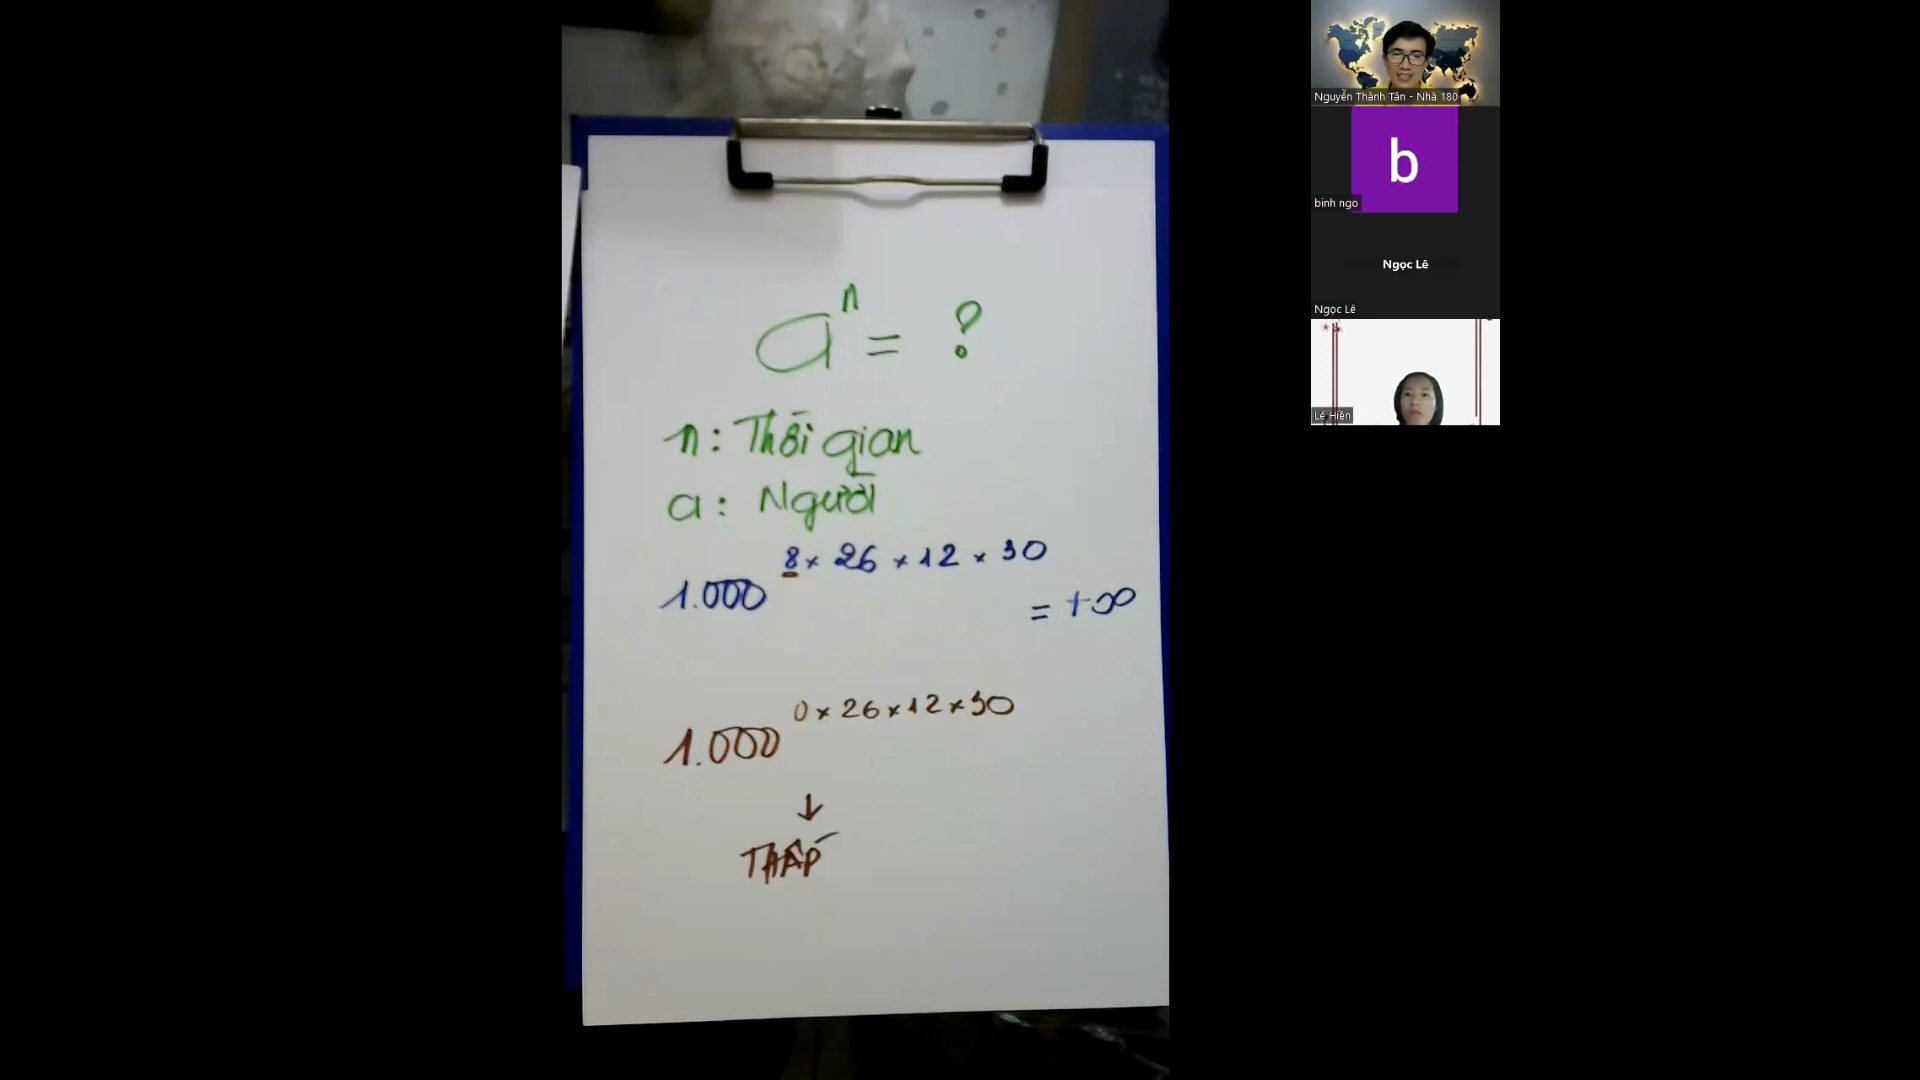 aⁿ = ?
n: Thời gian
a: Người
1.000^8 × 26 × 12 × 30 = +∞
1.000^0 × 26 × 12 × 30
↓
THẤP
Nguyễn Thành Tân - Nhà 180
b
binh ngo
Ngọc Lê
Ngọc Lê
Lê Hiền